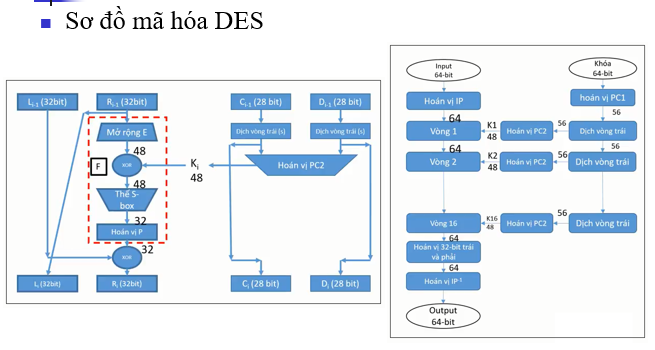 Sơ đồ mã hóa DES
Lᵢ₋₁ (32bit)
Rᵢ₋₁ (32bit)
Cᵢ₋₁ (28 bit)
Dᵢ₋₁ (28 bit)
Mở rộng E
Dịch vòng trái (s)
Dịch vòng trái (s)
48
F
XOR
Kᵢ
48
Hoán vị PC2
48
Thế S-
box
32
Hoán vị P
XOR
32
Lᵢ (32bit)
Rᵢ (32bit)
Cᵢ (28 bit)
Dᵢ (28 bit)
Input
64-bit
Khóa
64-bit
Hoán vị IP
hoán vị PC1
64
56
Vòng 1
K1
48
Hoán vị PC2
56
Dịch vòng trái
64
56
Vòng 2
K2
48
Hoán vị PC2
56
Dịch vòng trái
Vòng 16
K16
48
Hoán vị PC2
56
Dịch vòng trái
64
Hoán vị 32-bit trái
và phải
64
Hoán vị IP⁻¹
Output
64-bit